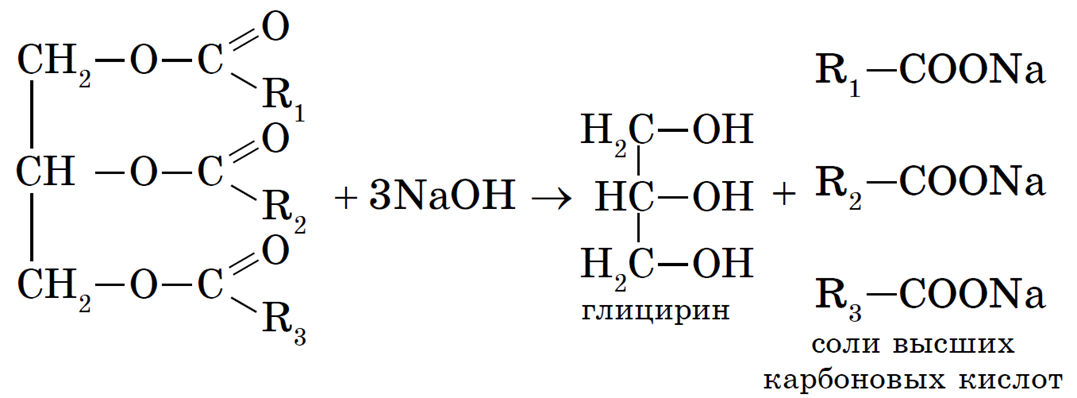 CH₂—O—C=O
R₁
CH—O—C=O
R₂
CH₂—O—C=O
R₃
+ 3NaOH →
H₂C—OH
HC—OH
H₂C—OH
глицирин
+
R₁—COONa
R₂—COONa
R₃—COONa
соли высших
карбоновых кислот